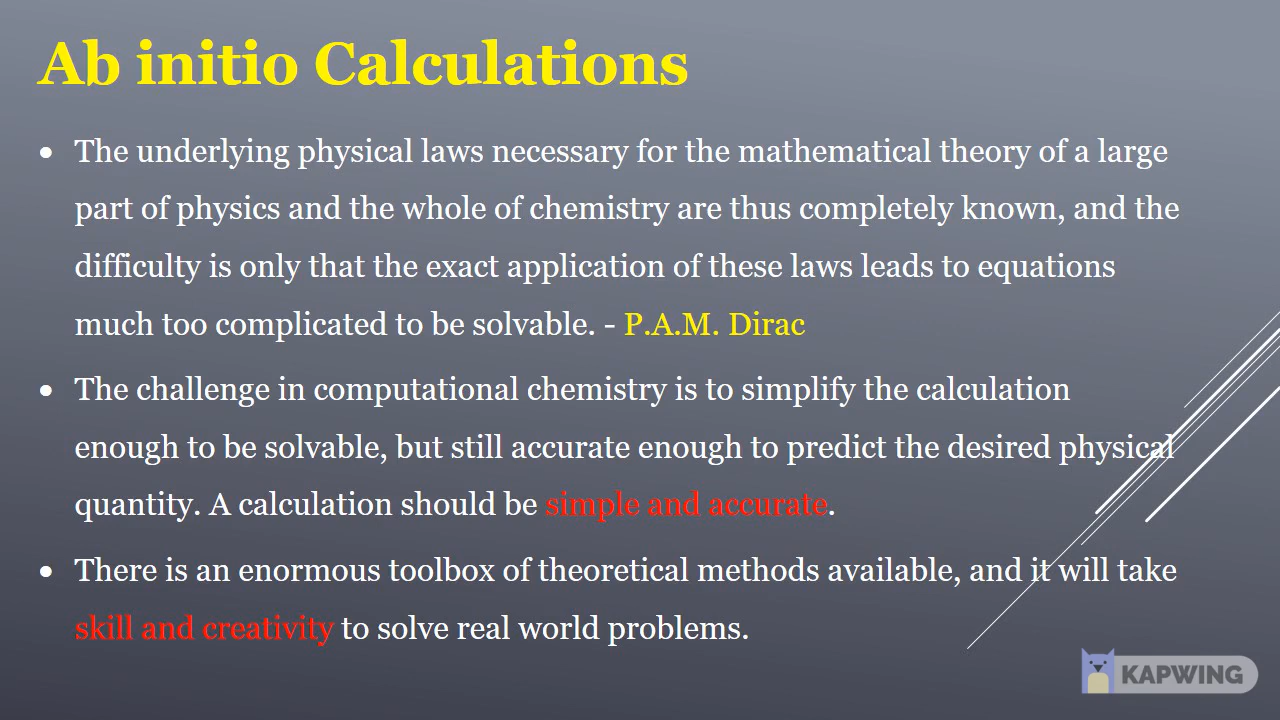 Ab initio Calculations
• The underlying physical laws necessary for the mathematical theory of a large
part of physics and the whole of chemistry are thus completely known, and the
difficulty is only that the exact application of these laws leads to equations
much too complicated to be solvable. - P.A.M. Dirac
• The challenge in computational chemistry is to simplify the calculation
enough to be solvable, but still accurate enough to predict the desired physical
quantity. A calculation should be simple and accurate.
• There is an enormous toolbox of theoretical methods available, and it will take
skill and creativity to solve real world problems.
KAPWING